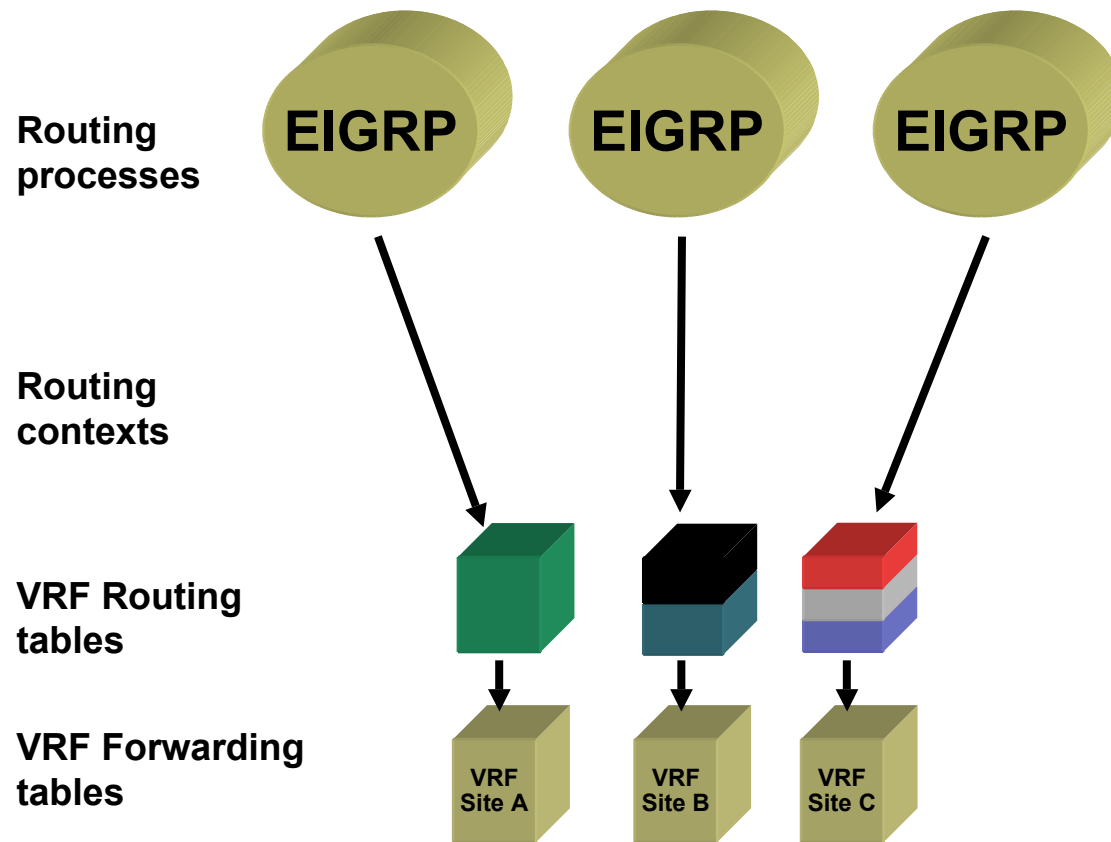 EIGRP EIGRP EIGRP
Routing
processes
Routing
contexts
VRF Routing
tables
VRF Forwarding
tables
VRF
Site A
VRF
Site B
VRF
Site C